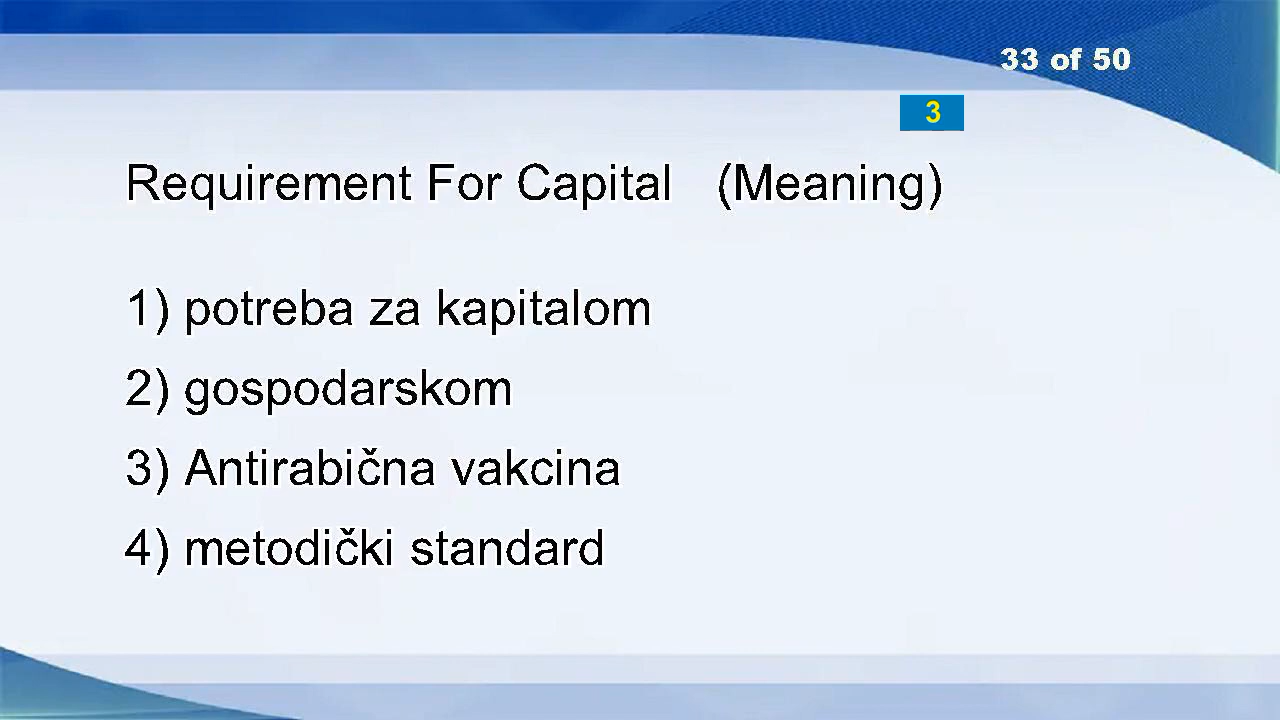 33 of 50
3
Requirement For Capital (Meaning)
1) potreba za kapitalom
2) gospodarskom
3) Antirabična vakcina
4) metodički standard